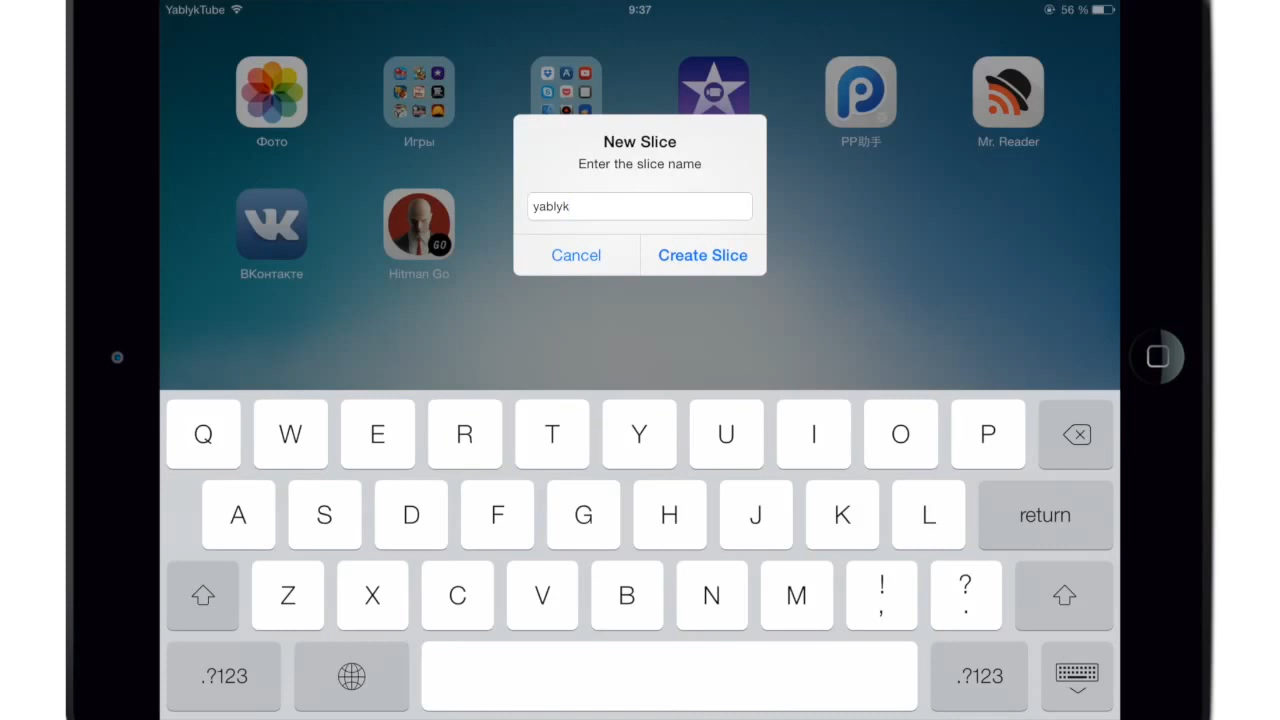 YablykTube 9:37 56 %
New Slice
Enter the slice name
yablyk
Cancel Create Slice
Фото Игры PP助手 Mr. Reader
ВКонтакте Hitman Go
GO
Q W E R T Y U I O P
A S D F G H J K L return
Z X C V B N M ! , ? .
.?123 .?123